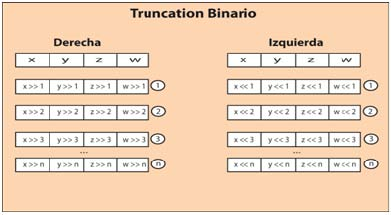 Truncation Binario
Derecha Izquierda
x y z w x y z w
x >> 1 y >> 1 z >> 1 w >> 1 1 x << 1 y << 1 z << 1 w << 1 1
x >> 2 y >> 2 z >> 2 w >> 2 2 x << 2 y << 2 z << 2 w << 2 2
x >> 3 y >> 3 z >> 3 w >> 3 3 x << 3 y << 3 z << 3 w << 3 3
... ...
x >> n y >> n z >> n w >> n n x << n y << n z << n w << n n